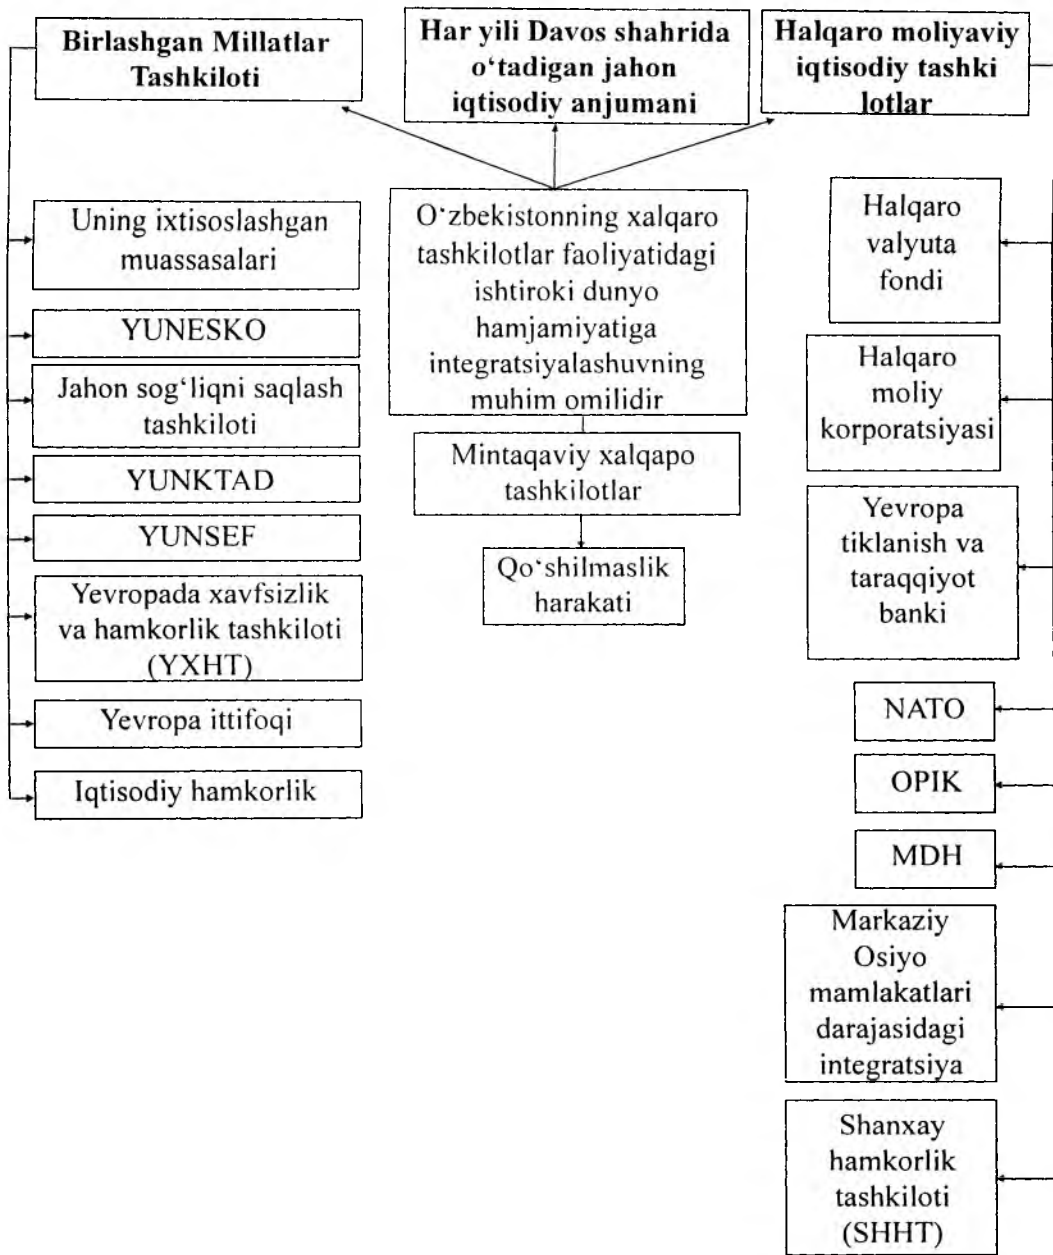 Birlashgan Millatlar
Tashkiloti
Har yili Davos shahrida
o‘tadigan jahon
iqtisodiy anjumani
Halqaro moliyaviy
iqtisodiy tashki
lotlar
Uning ixtisoslashgan
muassasalari
YUNESKO
Jahon sog‘liqni saqlash
tashkiloti
YUNKTAD
YUNSEF
Yevropada xavfsizlik
va hamkorlik tashkiloti
(YXHT)
Yevropa ittifoqi
Iqtisodiy hamkorlik
O‘zbekistonning xalqaro
tashkilotlar faoliyatidagi
ishtiroki dunyo
hamjamiyatiga
integratsiyalashuvning
muhim omilidir
Mintaqaviy xalqapo
tashkilotlar
Qo‘shilmaslik
harakati
Halqaro
valyuta
fondi
Halqaro
moliy
korporatsiyasi
Yevropa
tiklanish va
taraqqiyot
banki
NATO
OPIK
MDH
Markaziy
Osiyo
mamlakatlari
darajasidagi
integratsiya
Shanxay
hamkorlik
tashkiloti
(SHHT)